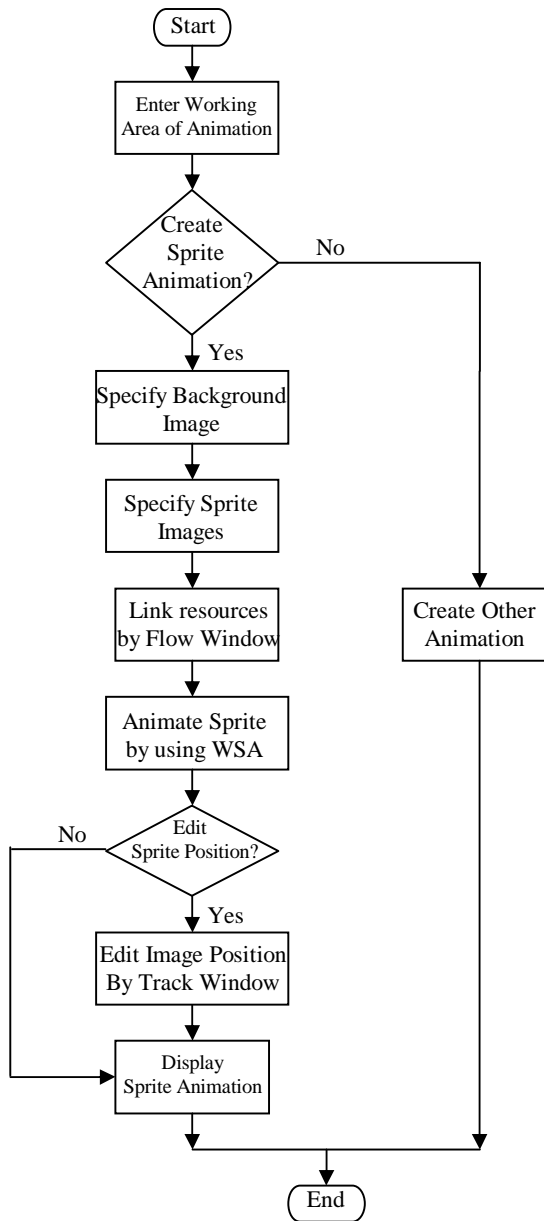 Start
Enter Working
Area of Animation
Create
Sprite
Animation?
No
Yes
Specify Background
Image
Specify Sprite
Images
Link resources
by Flow Window
Create Other
Animation
Animate Sprite
by using WSA
No
Edit
Sprite Position?
Yes
Edit Image Position
By Track Window
Display
Sprite Animation
End